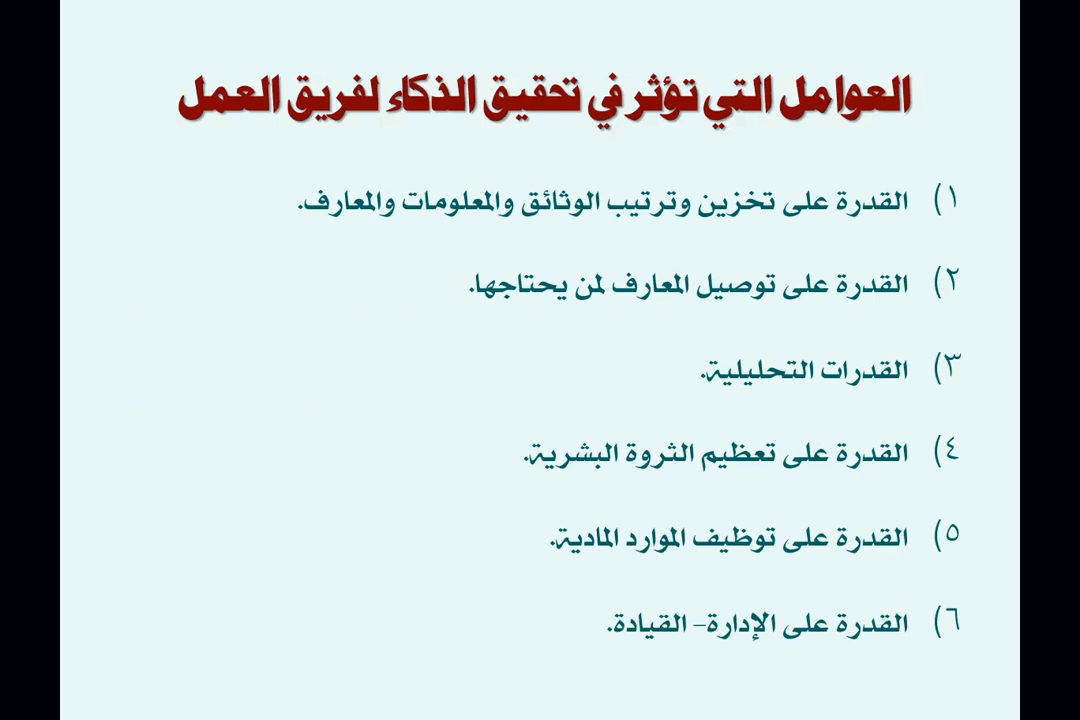 العوامل التي تؤثر في تحقيق الذكاء لفريق العمل
١) القدرة على تخزين وترتيب الوثائق والمعلومات والمعارف.
٢) القدرة على توصيل المعارف لمن يحتاجها.
٣) القدرات التحليلية.
٤) القدرة على تعظيم الثروة البشرية.
٥) القدرة على توظيف الموارد المادية.
٦) القدرة على الإدارة– القيادة.